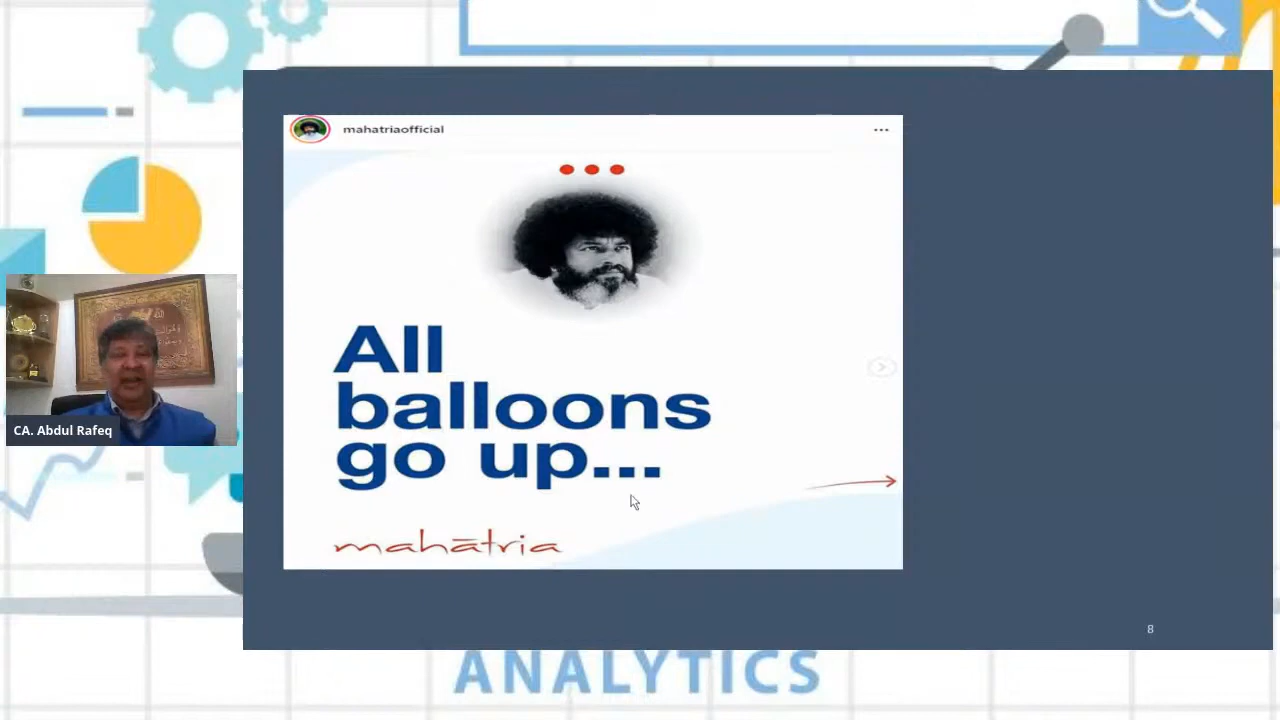 mahatriaofficial
All
balloons
go up...
mahātria
CA. Abdul Rafeq
8
ANALYTICS